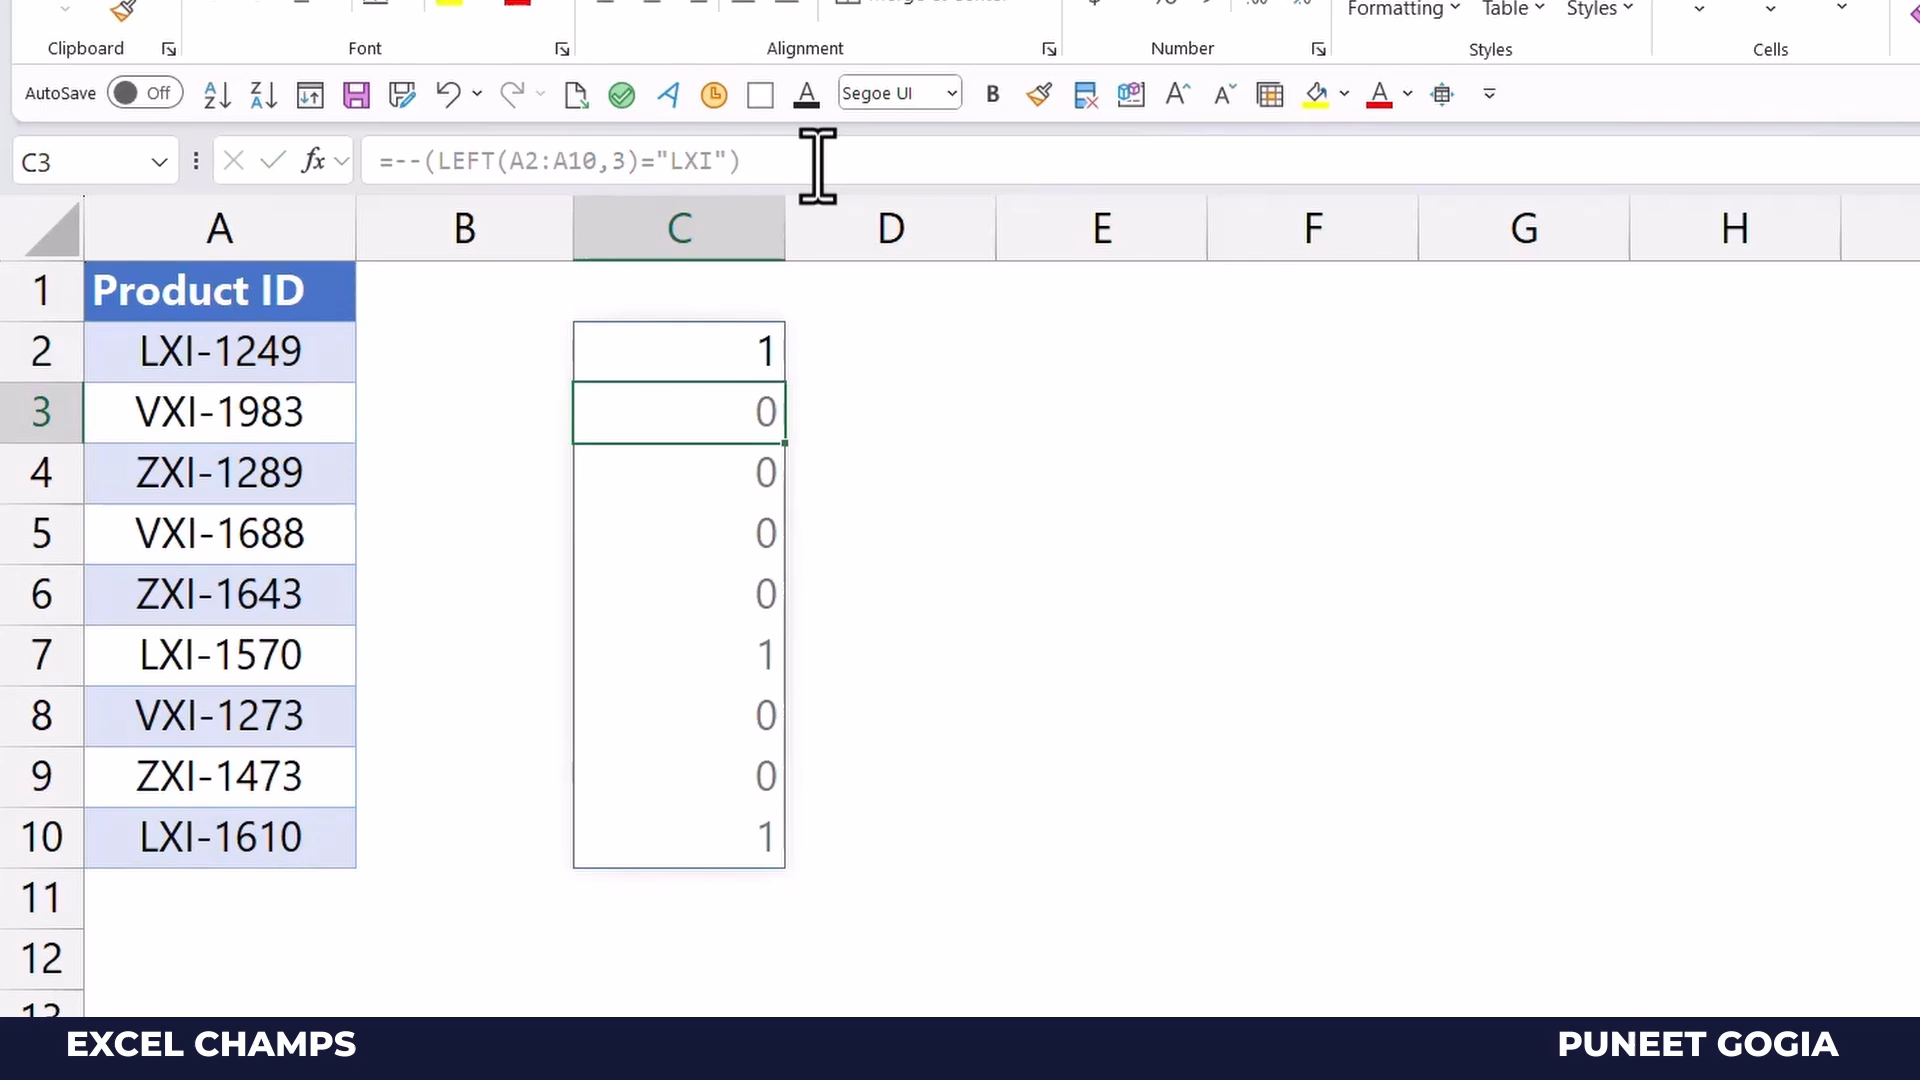 Formatting Table Styles
Clipboard Font Alignment Number Styles Cells
AutoSave Off Segoe UI B A A A A
C3 fx =--(LEFT(A2:A10,3)="LXI")
A B C D E F G H
1 Product ID
2 LXI-1249 1
3 VXI-1983 0
4 ZXI-1289 0
5 VXI-1688 0
6 ZXI-1643 0
7 LXI-1570 1
8 VXI-1273 0
9 ZXI-1473 0
10 LXI-1610 1
11
12
EXCEL CHAMPS PUNEET GOGIA